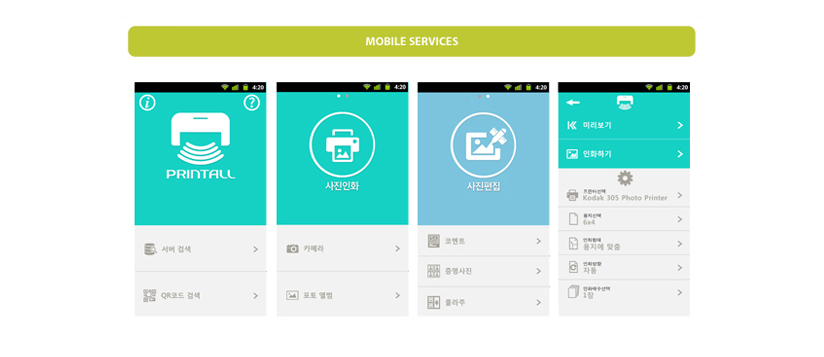 MOBILE SERVICES
4:20
PRINTALL
서버 검색
QR코드 검색
4:20
사진인화
카메라
포토 앨범
4:20
사진편집
코멘트
증명사진
콜라주
4:20
미리보기
인화하기
프린터선택
Kodak 305 Photo Printer
용지선택
6x4
인화형태
용지에 맞춤
인화방향
자동
인화매수선택
1장